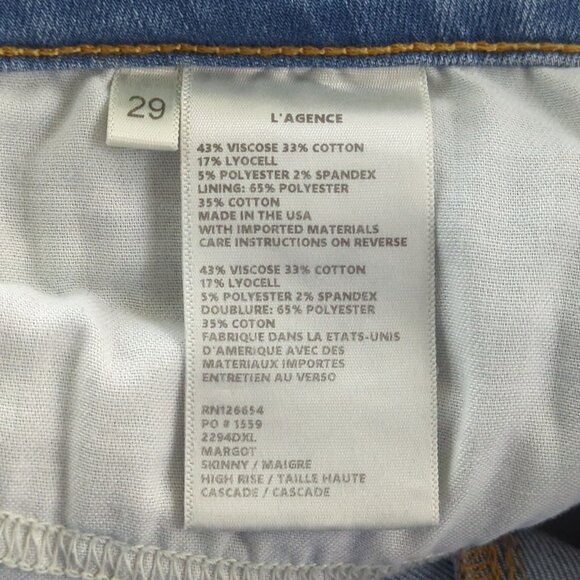 29
L'AGENCE
43% VISCOSE 33% COTTON
17% LYOCELL
5% POLYESTER 2% SPANDEX
LINING: 65% POLYESTER
35% COTTON
MADE IN THE USA
WITH IMPORTED MATERIALS
CARE INSTRUCTIONS ON REVERSE
43% VISCOSE 33% COTTON
17% LYOCELL
5% POLYESTER 2% SPANDEX
DOUBLURE: 65% POLYESTER
35% COTON
FABRIQUE DANS LA ETATS-UNIS
D'AMERIQUE AVEC DES
MATERIAUX IMPORTES
ENTRETIEN AU VERSO
RN126654
PO # 1559
2294DXL
MARGOT
SKINNY / MAIGRE
HIGH RISE / TAILLE HAUTE
CASCADE / CASCADE